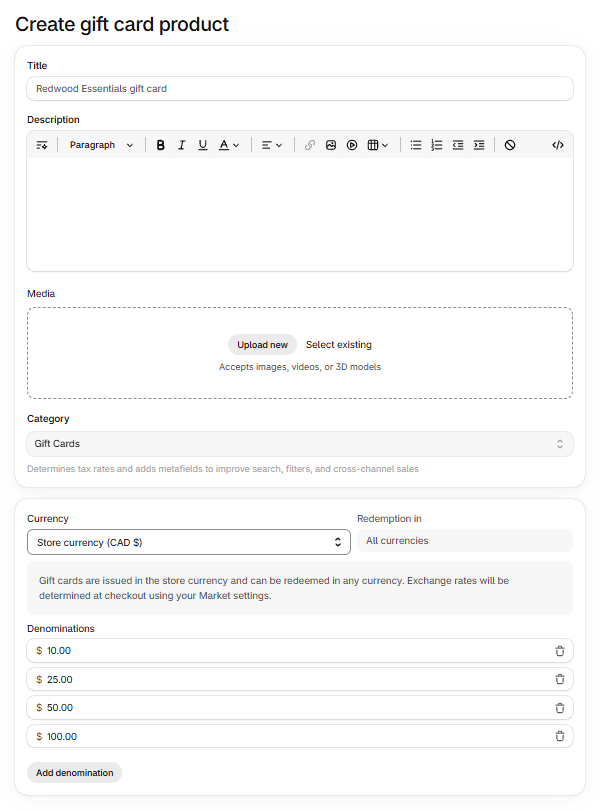 Create gift card product
Title
Redwood Essentials gift card
Description
Paragraph B I U A
Media
Upload new Select existing
Accepts images, videos, or 3D models
Category
Gift Cards
Determines tax rates and adds metafields to improve search, filters, and cross-channel sales
Currency Redemption in
Store currency (CAD $) All currencies
Gift cards are issued in the store currency and can be redeemed in any currency. Exchange rates will be
determined at checkout using your Market settings.
Denominations
$ 10.00
$ 25.00
$ 50.00
$ 100.00
Add denomination